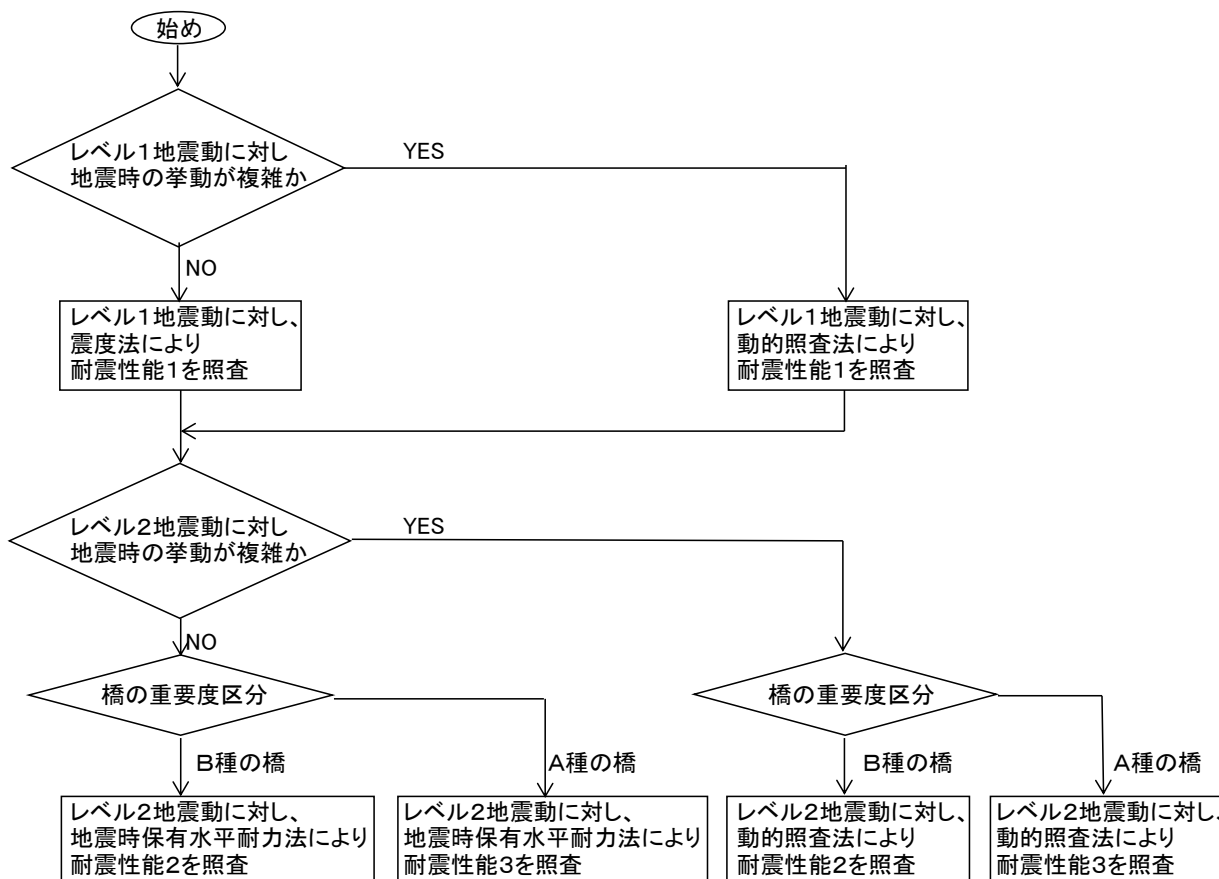 始め
レベル1地震動に対し
地震時の挙動が複雑か
YES
NO
レベル1地震動に対し、
震度法により
耐震性能1を照査
レベル1地震動に対し、
動的照査法により
耐震性能1を照査
レベル2地震動に対し
地震時の挙動が複雑か
YES
NO
橋の重要度区分
橋の重要度区分
B種の橋
A種の橋
B種の橋
A種の橋
レベル2地震動に対し、
地震時保有水平耐力法により
耐震性能2を照査
レベル2地震動に対し、
地震時保有水平耐力法により
耐震性能3を照査
レベル2地震動に対し、
動的照査法により
耐震性能2を照査
レベル2地震動に対し、
動的照査法により
耐震性能3を照査